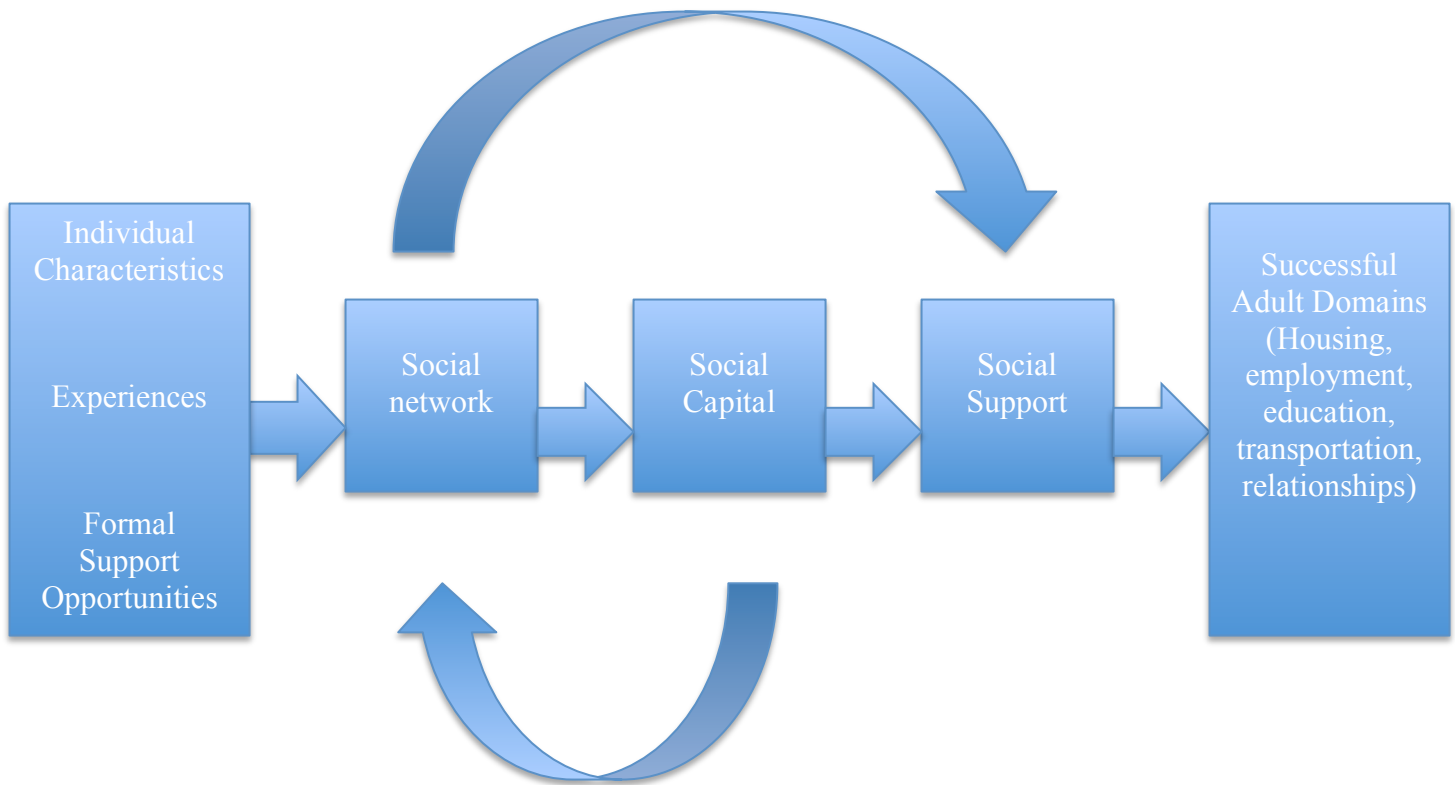 Individual
Characteristics
Experiences
Formal
Support
Opportunities
Social
network
Social
Capital
Social
Support
Successful
Adult Domains
(Housing,
employment,
education,
transportation,
relationships)